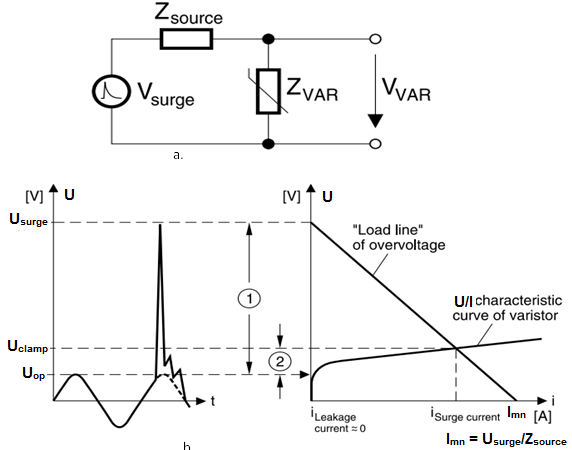 Zsource
Vsurge
ZVAR
VVAR
a.
[V] U
Usurge
Uclamp
Uop
t
1
2
b
[V] U
"Load line"
of overvoltage
U/I characteristic
curve of varistor
iLeakage
current ≈ 0
iSurge current
Imn [A]
i
Imn = Usurge/Zsource